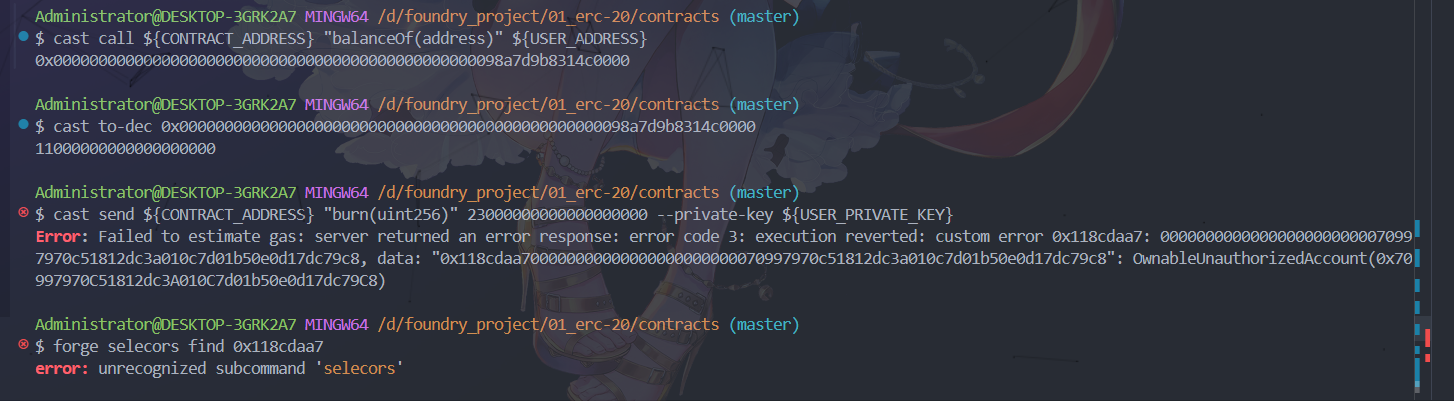 Administrator@DESKTOP-3GRK2A7 MINGW64 /d/foundry_project/01_erc-20/contracts (master)
$ cast call ${CONTRACT_ADDRESS} "balanceOf(address)" ${USER_ADDRESS}
0x00000000000000000000000000000000000000000000000098a7d9b8314c0000
Administrator@DESKTOP-3GRK2A7 MINGW64 /d/foundry_project/01_erc-20/contracts (master)
$ cast to-dec 0x00000000000000000000000000000000000000000000000098a7d9b8314c0000
11000000000000000000
Administrator@DESKTOP-3GRK2A7 MINGW64 /d/foundry_project/01_erc-20/contracts (master)
$ cast send ${CONTRACT_ADDRESS} "burn(uint256)" 23000000000000000000 --private-key ${USER_PRIVATE_KEY}
Error: Failed to estimate gas: server returned an error response: error code 3: execution reverted: custom error 0x118cdaa7: 0000000000000000000000007099
7970c51812dc3a010c7d01b50e0d17dc79c8, data: "0x118cdaa700000000000000000000000070997970c51812dc3a010c7d01b50e0d17dc79c8": OwnableUnauthorizedAccount(0x70
997970C51812dc3A010C7d01b50e0d17dc79C8)
Administrator@DESKTOP-3GRK2A7 MINGW64 /d/foundry_project/01_erc-20/contracts (master)
$ forge selecors find 0x118cdaa7
error: unrecognized subcommand 'selecors'